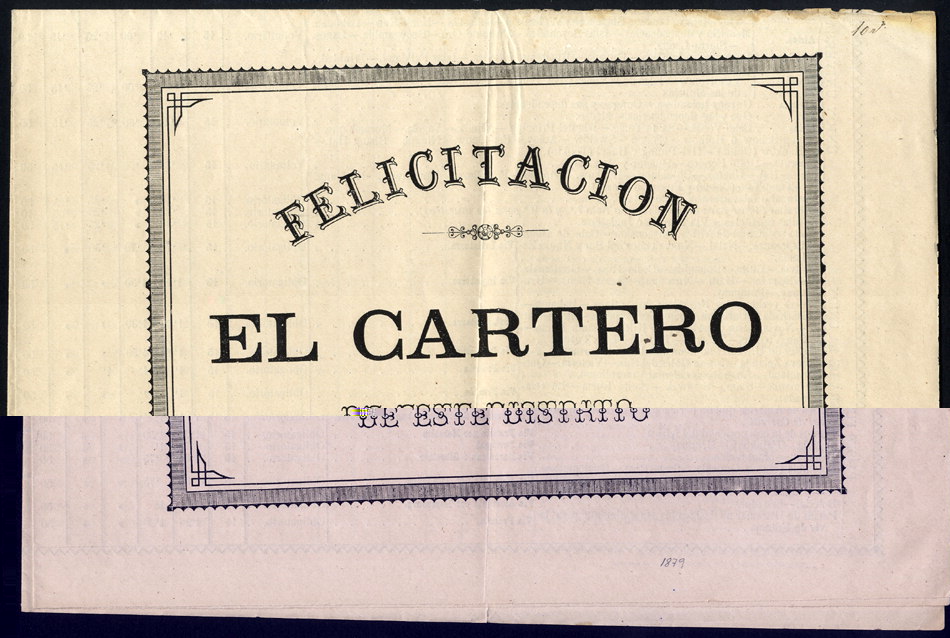 FELICITACION
EL CARTERO
DE ESTE DISTRITO
1879